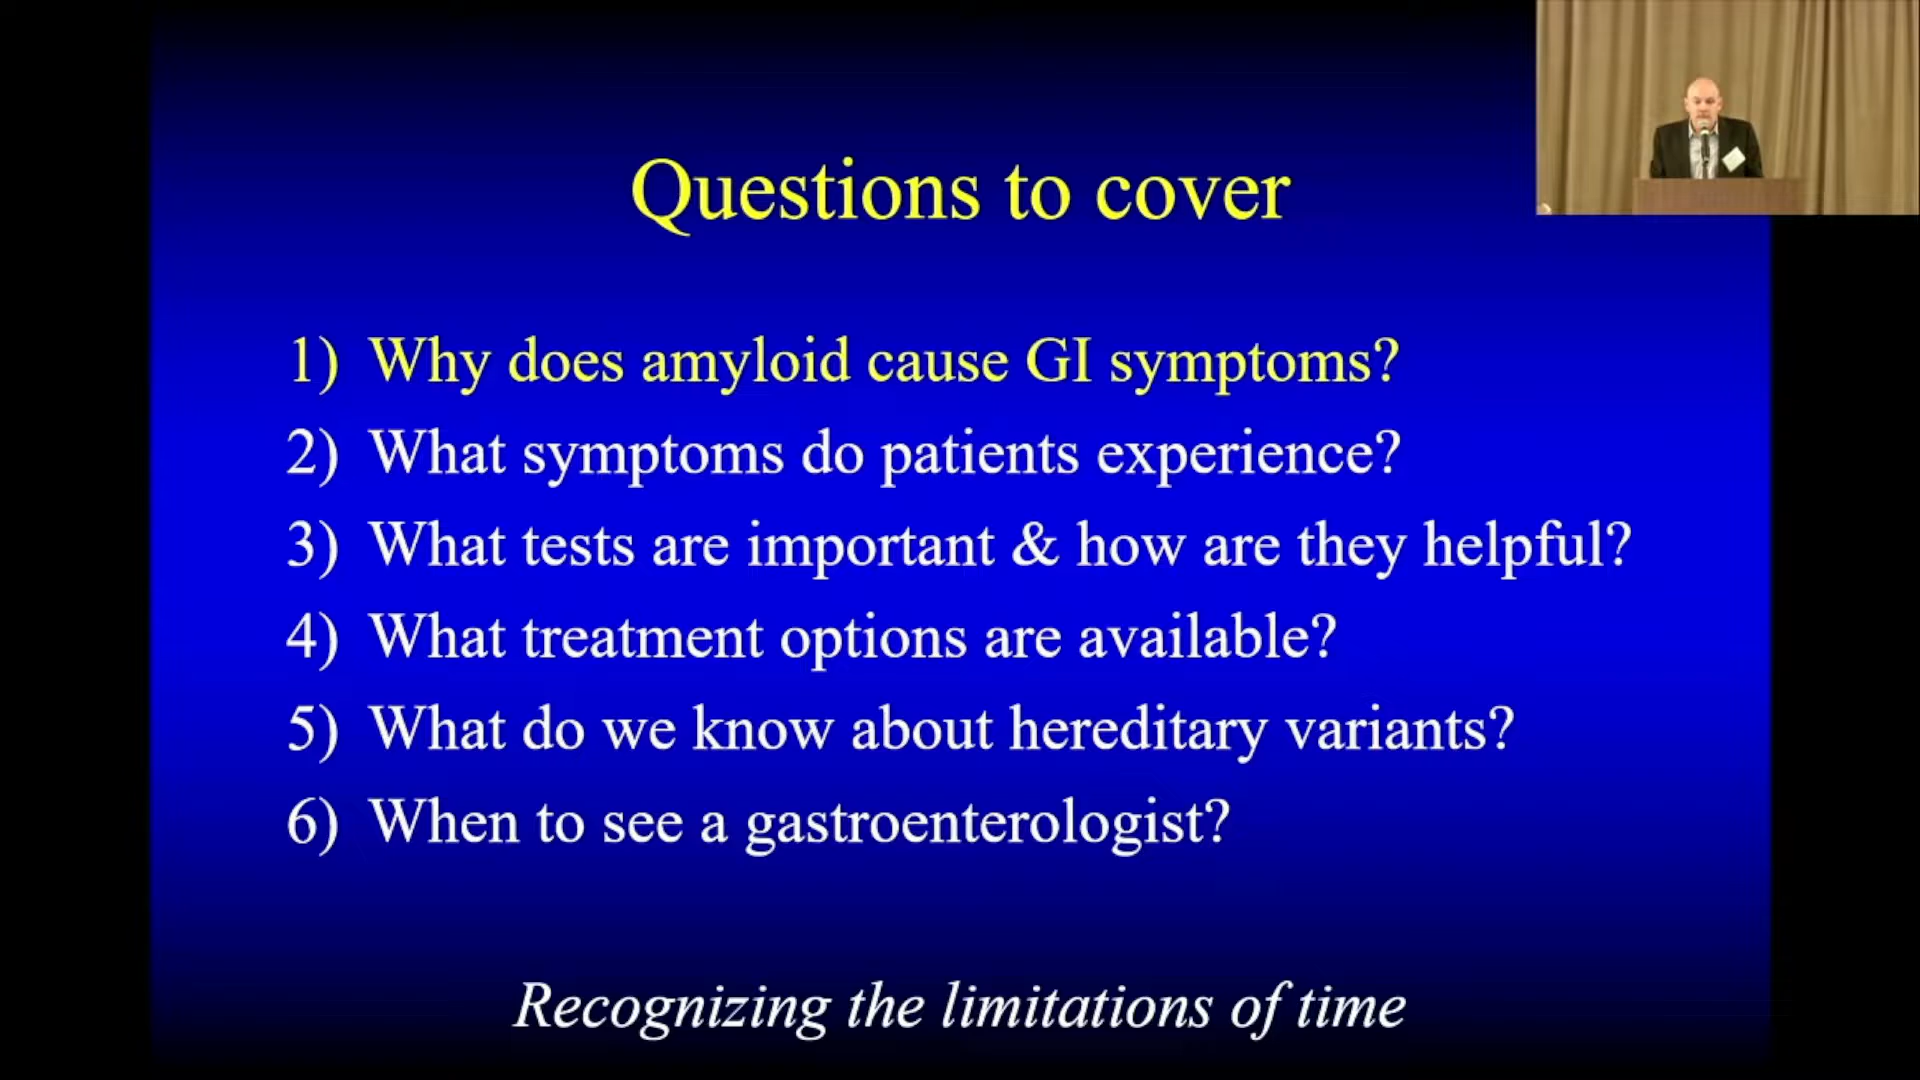 Questions to cover
1) Why does amyloid cause GI symptoms?
2) What symptoms do patients experience?
3) What tests are important & how are they helpful?
4) What treatment options are available?
5) What do we know about hereditary variants?
6) When to see a gastroenterologist?
Recognizing the limitations of time